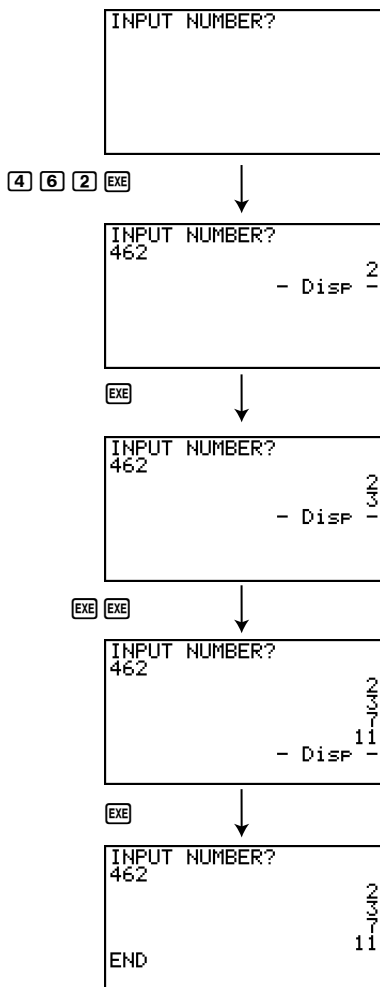 INPUT NUMBER?
4 6 2 EXE
INPUT NUMBER?
462
2
- Disp -
EXE
INPUT NUMBER?
462
2
3
- Disp -
EXE EXE
INPUT NUMBER?
462
2
3
7
11
- Disp -
EXE
INPUT NUMBER?
462
2
3
7
11
END